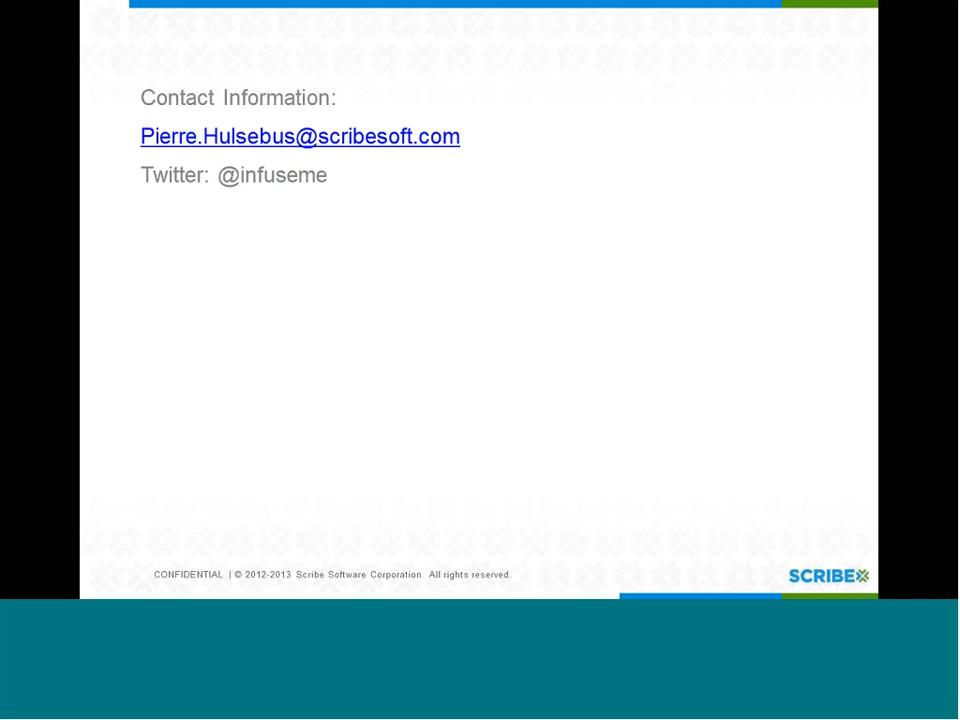 Contact Information:
Pierre.Hulsebus@scribesoft.com
Twitter: @infuseme
CONFIDENTIAL | © 2012-2013 Scribe Software Corporation. All rights reserved.
SCRIBE